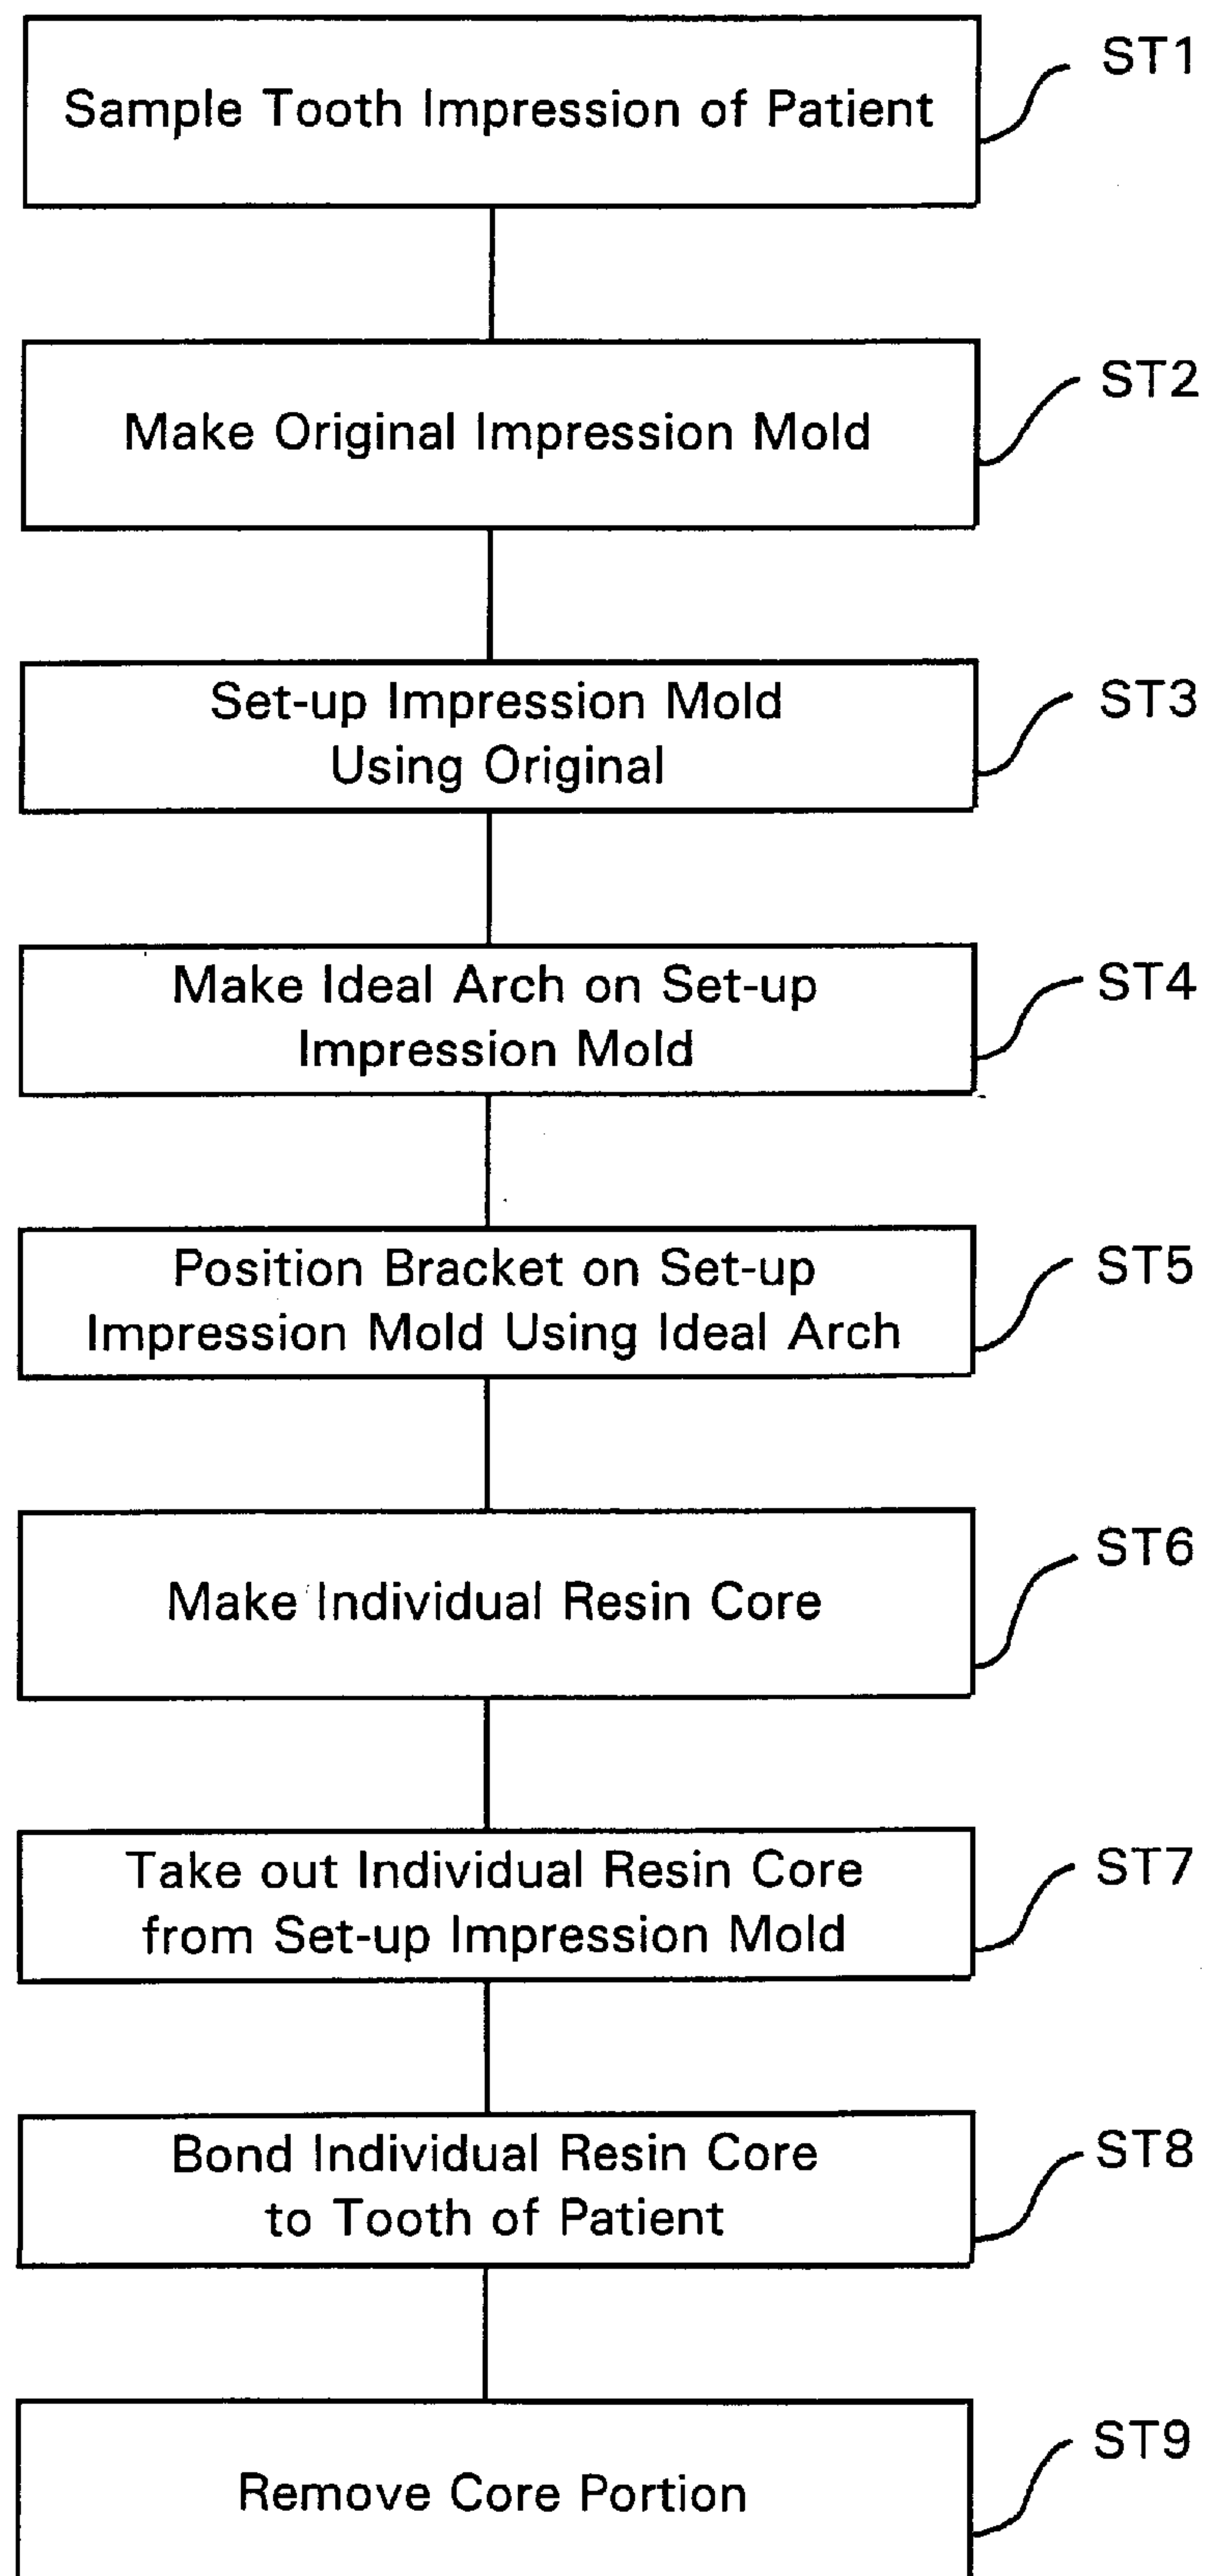 Sample Tooth Impression of Patient
ST1
Make Original Impression Mold
ST2
Set-up Impression Mold
Using Original
ST3
Make Ideal Arch on Set-up
Impression Mold
ST4
Position Bracket on Set-up
Impression Mold Using Ideal Arch
ST5
Make Individual Resin Core
ST6
Take out Individual Resin Core
from Set-up Impression Mold
ST7
Bond Individual Resin Core
to Tooth of Patient
ST8
Remove Core Portion
ST9